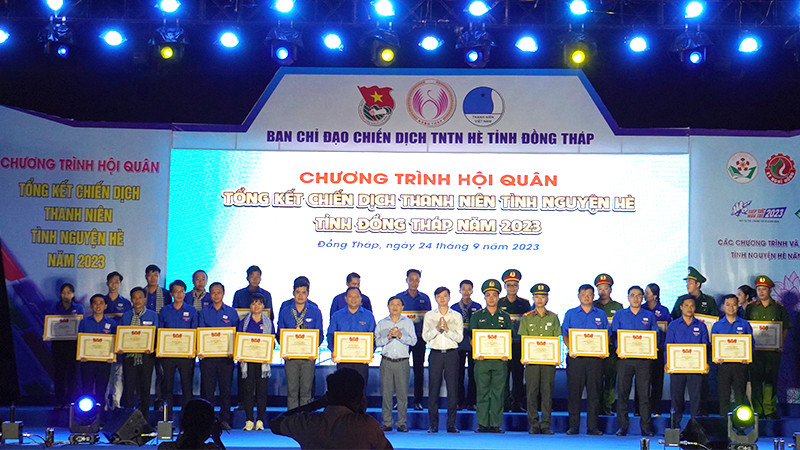 BAN CHỈ ĐẠO CHIẾN DỊCH TNTN HÈ TỈNH ĐỒNG THÁP
CHƯƠNG TRÌNH HỘI QUÂN
TỔNG KẾT CHIẾN DỊCH
THANH NIÊN
TÌNH NGUYỆN HÈ
NĂM 2023
CHƯƠNG TRÌNH HỘI QUÂN
TỔNG KẾT CHIẾN DỊCH THANH NIÊN TÌNH NGUYỆN HÈ
TỈNH ĐỒNG THÁP NĂM 2023
Đồng Tháp, ngày 24 tháng 9 năm 2023
2023
CÁC CHƯƠNG TRÌNH VÀ
TÌNH NGUYỆN HÈ NĂM